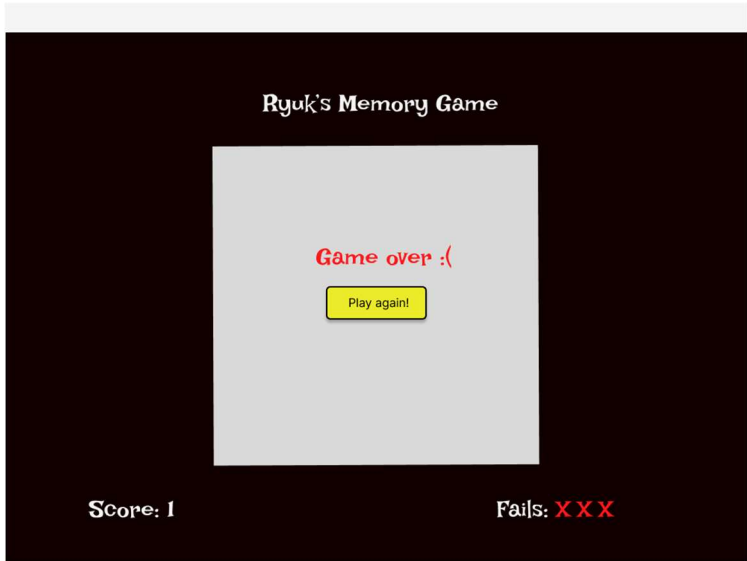 Ryuk's Memory Game
Game over :(
Play again!
Score: 1
Fails: X X X